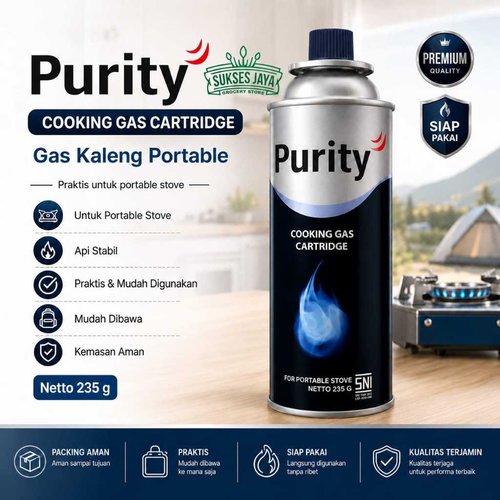 Purity
SUKSES JAYA
GROCERY STORE
COOKING GAS CARTRIDGE
Gas Kaleng Portable
Praktis untuk portable stove
Untuk Portable Stove
Api Stabil
Praktis & Mudah Digunakan
Mudah Dibawa
Kemasan Aman
Netto 235 g
Purity
COOKING GAS
CARTRIDGE
FOR PORTABLE STOVE
NETTO 235 G
SNI
PREMIUM
QUALITY
SIAP
PAKAI
PACKING AMAN
Aman sampai tujuan
PRAKTIS
Mudah dibawa
ke mana saja
SIAP PAKAI
Langsung digunakan
tanpa ribet
KUALITAS TERJAMIN
Kualitas terjaga
untuk performa terbaik